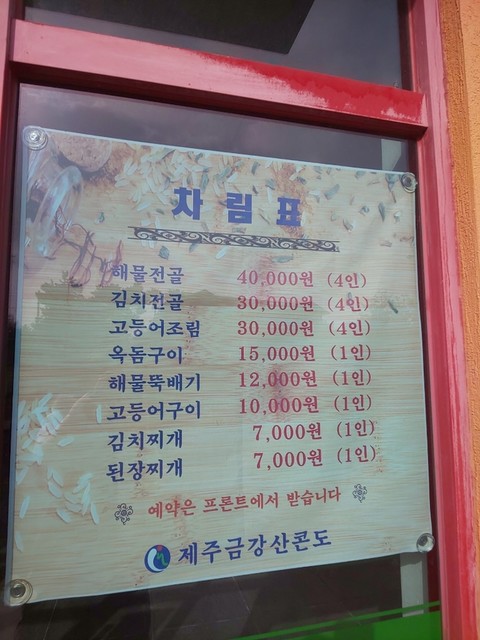 차림표
해물전골 40,000원 (4인)
김치전골 30,000원 (4인)
고등어조림 30,000원 (4인)
옥돔구이 15,000원 (1인)
해물뚝배기 12,000원 (1인)
고등어구이 10,000원 (1인)
김치찌개 7,000원 (1인)
된장찌개 7,000원 (1인)
예약은 프론트에서 받습니다
제주금강산콘도